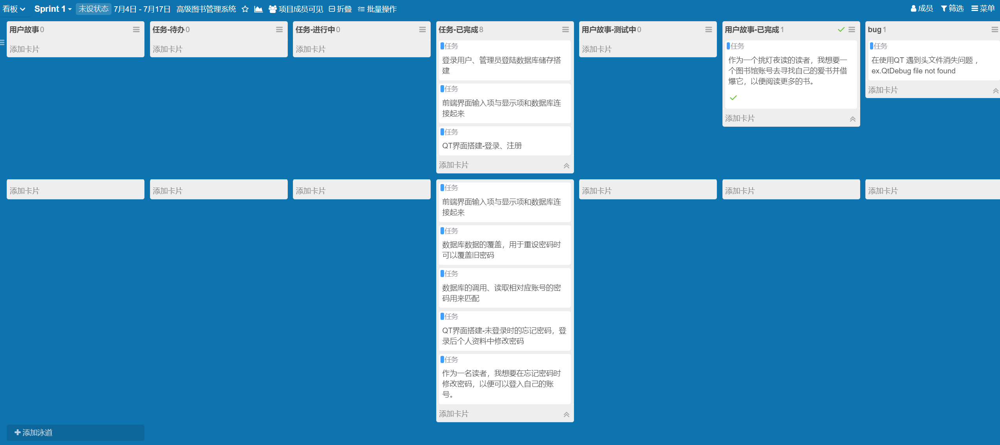 看板 Sprint 1 未设状态 7月4日 - 7月17日 高级图书管理系统 项目成员可见 折叠 批量操作 成员 筛选 菜单
用户故事 0
添加卡片
任务-待办 0
添加卡片
任务-进行中 0
添加卡片
任务-已完成 8
任务
登录用户、管理员登陆数据库储存搭
建
任务
前端界面输入项与显示项和数据库连
接起来
任务
QT界面搭建-登录、注册
添加卡片
用户故事-测试中 0
添加卡片
用户故事-已完成 1
任务
作为一个挑灯夜读的读者，我想要一
个图书馆账号去寻找自己的爱书并借
爆它，以便阅读更多的书。
添加卡片
bug 1
任务
在使用QT 遇到头文件消失问题，
ex.QtDebug file not found
添加卡片
添加卡片
添加卡片
添加卡片
任务
前端界面输入项与显示项和数据库连
接起来
任务
数据库数据的覆盖，用于重设密码时
可以覆盖旧密码
任务
数据库的调用、读取相对应账号的密
码用来匹配
任务
QT界面搭建-未登录时的忘记密码，登
录后个人资料中修改密码
任务
作为一名读者，我想要在忘记密码时
修改密码，以便可以登入自己的账
号。
添加卡片
添加卡片
添加卡片
添加卡片
添加泳道